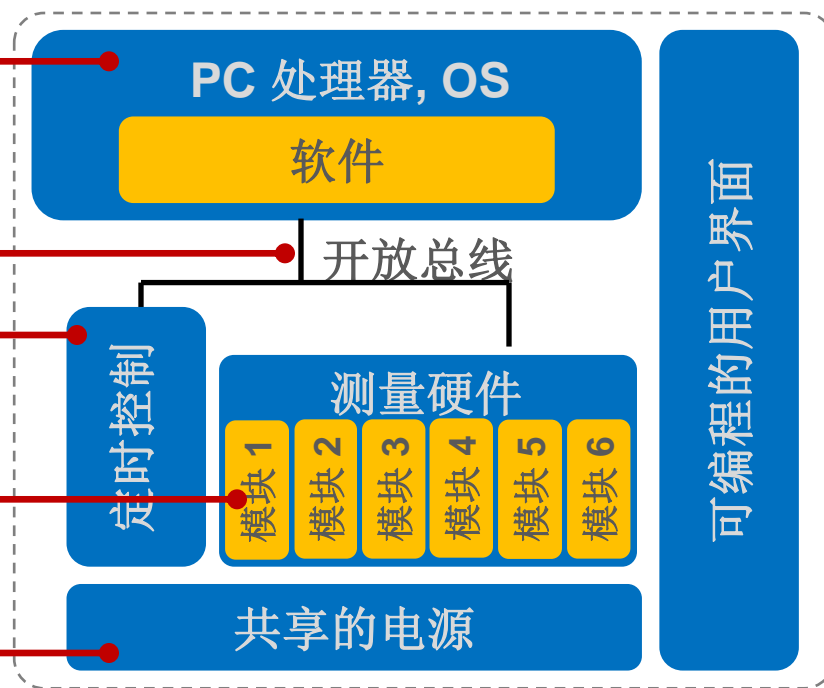 PC 处理器, OS
软件
开放总线
定时控制
测量硬件
模块 1
模块 2
模块 3
模块 4
模块 5
模块 6
共享的电源
可编程的用户界面